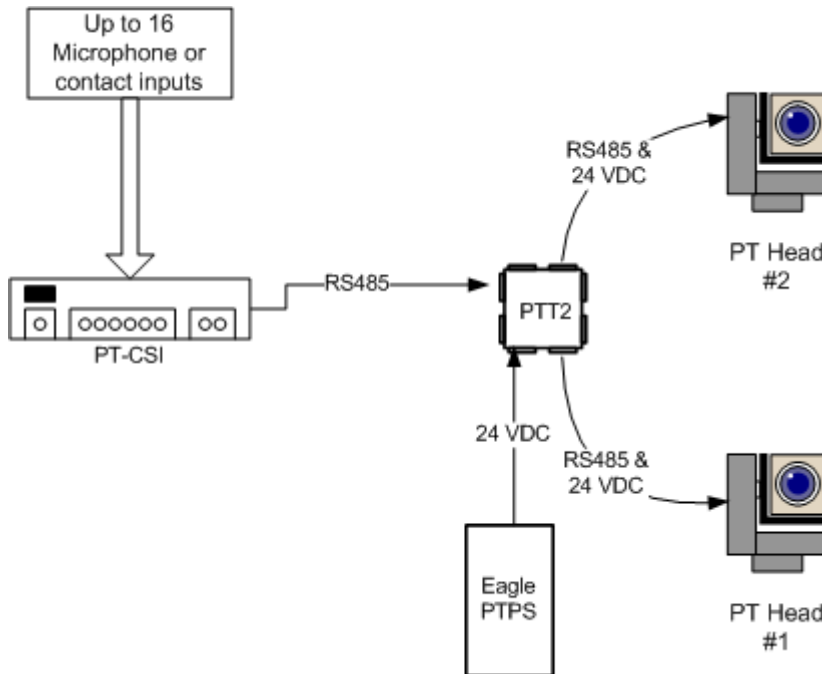 Up to 16
Microphone or
contact inputs
RS485 &
24 VDC
PT Head
#2
RS485
PTT2
PT-CSI
24 VDC
RS485 &
24 VDC
Eagle
PTPS
PT Head
#1